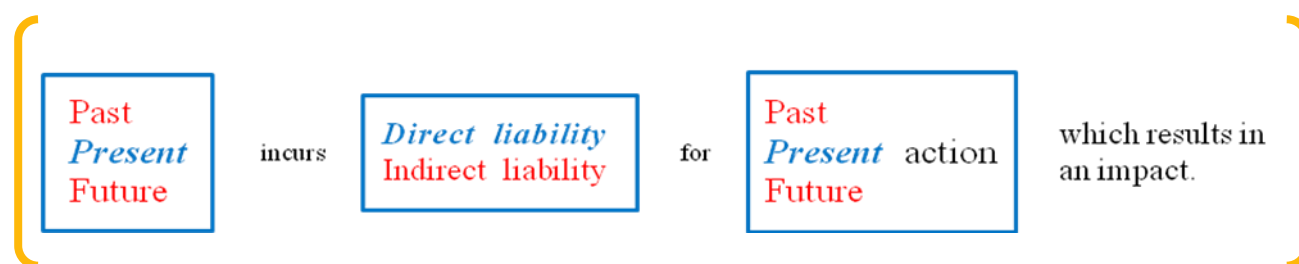 Past
Present
Future
incurs
Direct liability
Indirect liability
for
Past
Present action
Future
which results in
an impact.